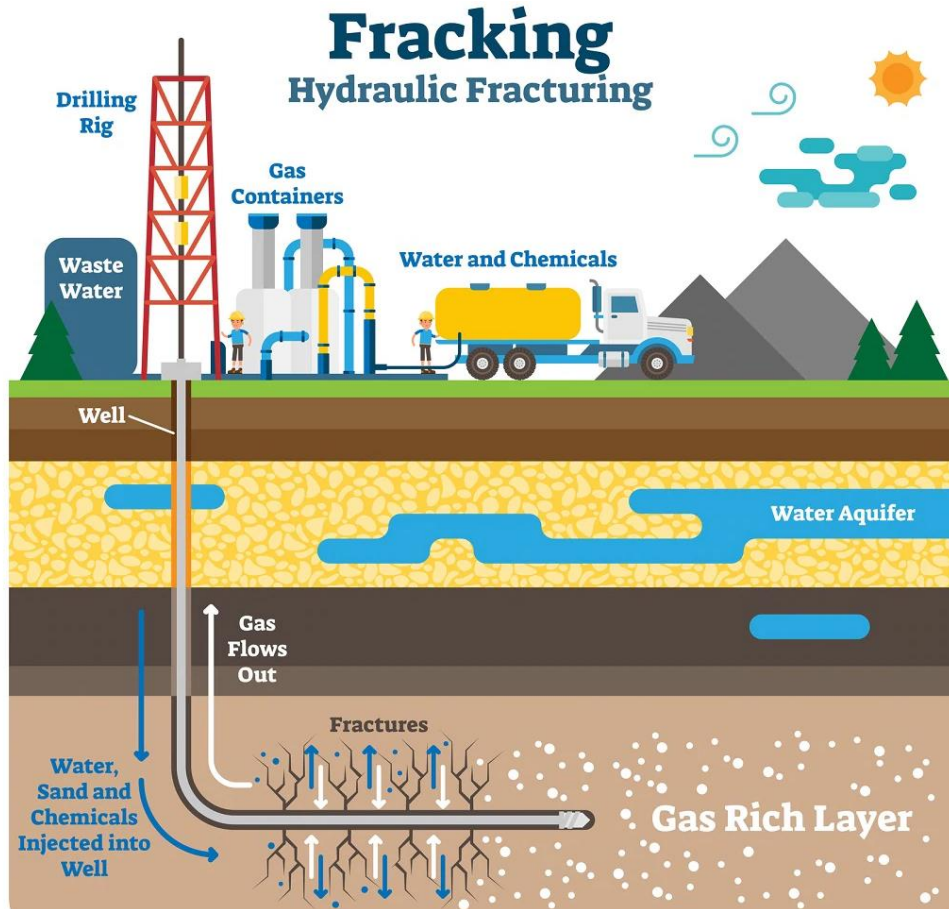 Fracking
Hydraulic Fracturing
Drilling
Rig
Gas
Containers
Waste
Water
Water and Chemicals
Well
Water Aquifer
Gas
Flows
Out
Fractures
Water,
Sand and
Chemicals
Injected into
Well
Gas Rich Layer